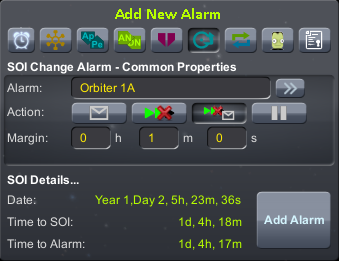 Add New Alarm
Ap Pe AN DN
SOI Change Alarm - Common Properties
Alarm: Orbiter 1A
Action:
Margin: 0 h 1 m 0 s
SOI Details...
Date: Year 1,Day 2, 5h, 23m, 36s
Time to SOI: 1d, 4h, 18m
Add Alarm
Time to Alarm: 1d, 4h, 17m